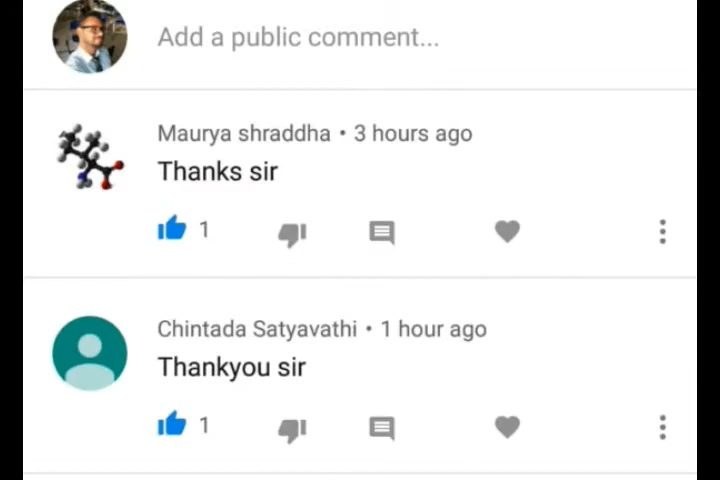 Add a public comment...
Maurya shraddha • 3 hours ago
Thanks sir
1
Chintada Satyavathi • 1 hour ago
Thankyou sir
1